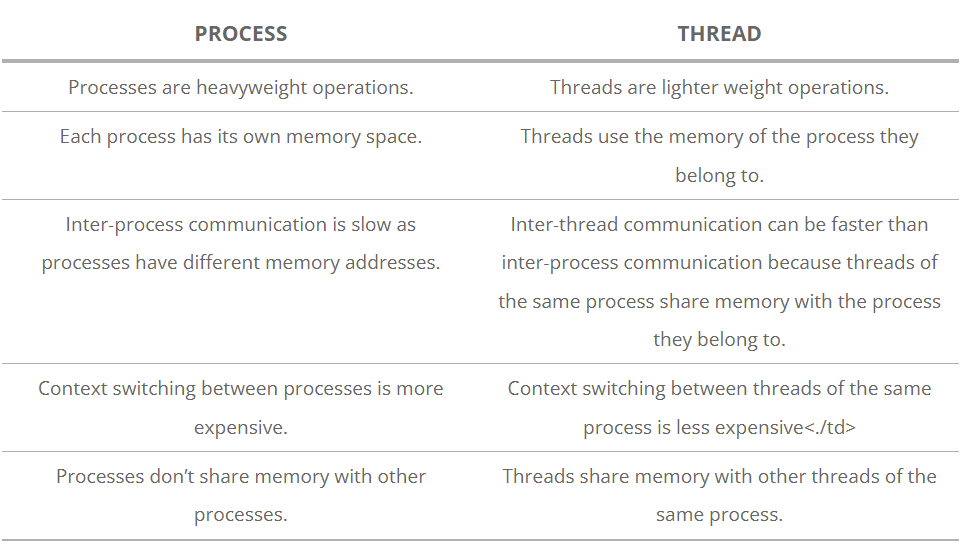 PROCESS THREAD
Processes are heavyweight operations. Threads are lighter weight operations.
Each process has its own memory space. Threads use the memory of the process they
belong to.
Inter-process communication is slow as
processes have different memory addresses.
Inter-thread communication can be faster than
inter-process communication because threads of
the same process share memory with the process
they belong to.
Context switching between processes is more
expensive.
Context switching between threads of the same
process is less expensive<./td>
Processes don’t share memory with other
processes.
Threads share memory with other threads of the
same process.